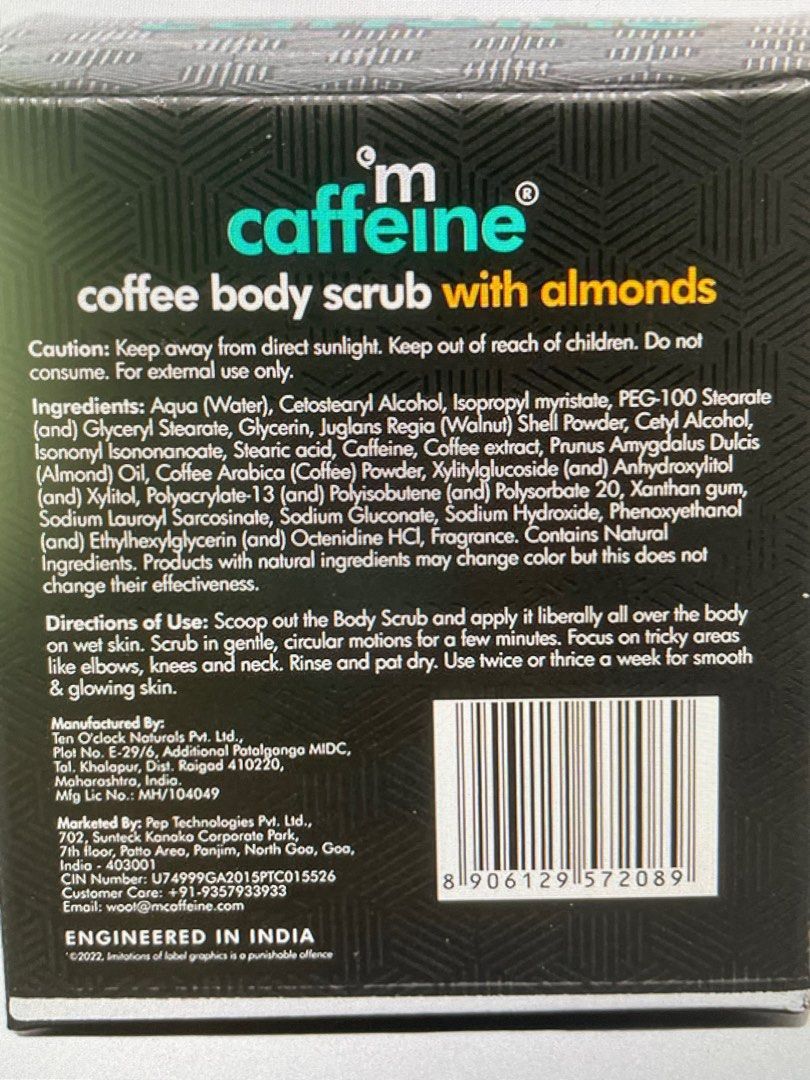 'm
caffeine®
coffee body scrub with almonds
Caution: Keep away from direct sunlight. Keep out of reach of children. Do not
consume. For external use only.
Ingredients: Aqua (Water), Cetostearyl Alcohol, Isopropyl myristate, PEG-100 Stearate
(and) Glyceryl Stearate, Glycerin, Juglans Regia (Walnut) Shell Powder, Cetyl Alcohol,
Isononyl Isononanoate, Stearic acid, Caffeine, Coffee extract, Prunus Amygdalus Dulcis
(Almond) Oil, Coffee Arabica (Coffee) Powder, Xylitylglucoside (and) Anhydroxylitol
(and) Xylitol, Polyacrylate-13 (and) Polyisobutene (and) Polysorbate 20, Xanthan gum,
Sodium Lauroyl Sarcosinate, Sodium Gluconate, Sodium Hydroxide, Phenoxyethanol
(and) Ethylhexylglycerin (and) Octenidine HCl, Fragrance. Contains Natural
Ingredients. Products with natural ingredients may change color but this does not
change their effectiveness.
Directions of Use: Scoop out the Body Scrub and apply it liberally all over the body
on wet skin. Scrub in gentle, circular motions for a few minutes. Focus on tricky areas
like elbows, knees and neck. Rinse and pat dry. Use twice or thrice a week for smooth
& glowing skin.
Manufactured By:
Ten O'clock Naturals Pvt. Ltd.,
Plot No. E-29/6, Additional Patalganga MIDC,
Tal. Khalapur, Dist. Raigad 410220,
Maharashtra, India.
Mfg Lic No.: MH/104049
Marketed By: Pep Technologies Pvt. Ltd.,
702, Sunteck Kanaka Corporate Park,
7th floor, Patto Area, Panjim, North Goa, Goa,
India - 403001
CIN Number: U74999GA2015PTC015526
Customer Care: +91-9357933933
Email: woot@mcaffeine.com
8 906129 572089
ENGINEERED IN INDIA
©2022, Imitations of label graphics is a punishable offence